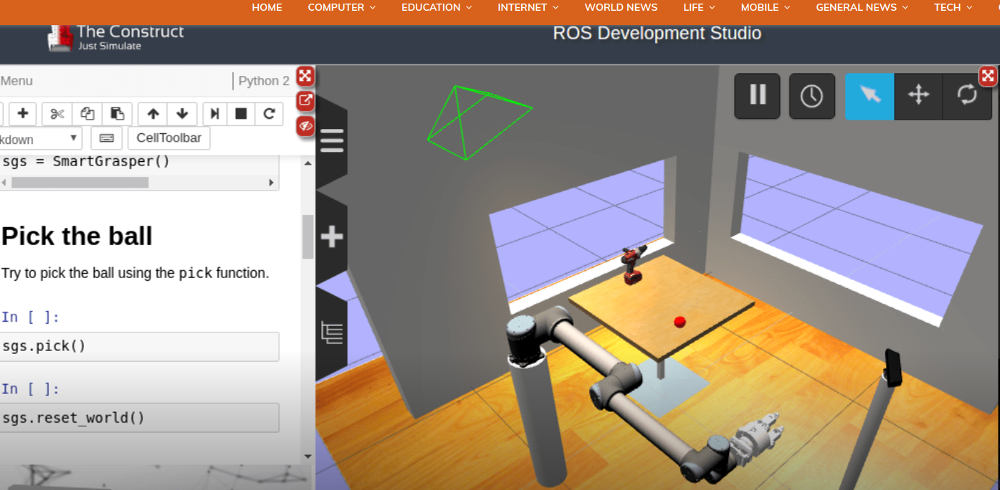 HOME COMPUTER EDUCATION INTERNET WORLD NEWS LIFE MOBILE GENERAL NEWS TECH
The Construct
Just Simulate
ROS Development Studio
Menu
Python 2
kdown
CellToolbar
sgs = SmartGrasper()
Pick the ball
Try to pick the ball using the pick function.
In [ ]:
sgs.pick()
In [ ]:
sgs.reset_world()